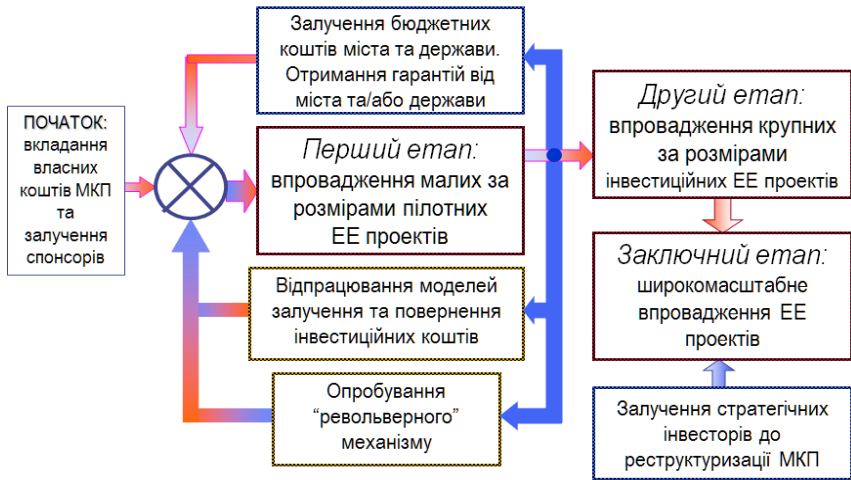 Залучення бюджетних
коштів міста та держави.
Отримання гарантій від
міста та/або держави
ПОЧАТОК:
вкладання
власних
коштів МКП
та
залучення
спонсорів
Перший етап:
впровадження малих за
розмірами пілотних
ЕЕ проектів
Відпрацювання моделей
залучення та повернення
інвестиційних коштів
Опробування
“револьверного”
механізму
Другий етап:
впровадження крупних
за розмірами
інвестиційних ЕЕ проектів
Заключний етап:
широкомасштабне
впровадження ЕЕ
проектів
Залучення стратегічних
інвесторів до
реструктуризації МКП